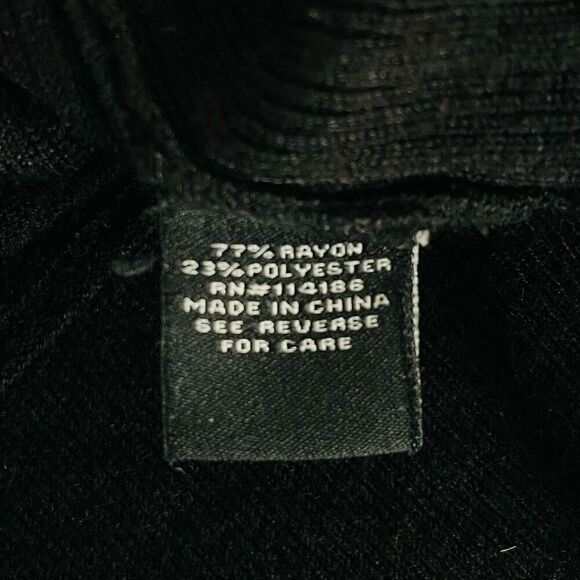 77% RAYON
23% POLYESTER
RN#114186
MADE IN CHINA
SEE REVERSE
FOR CARE